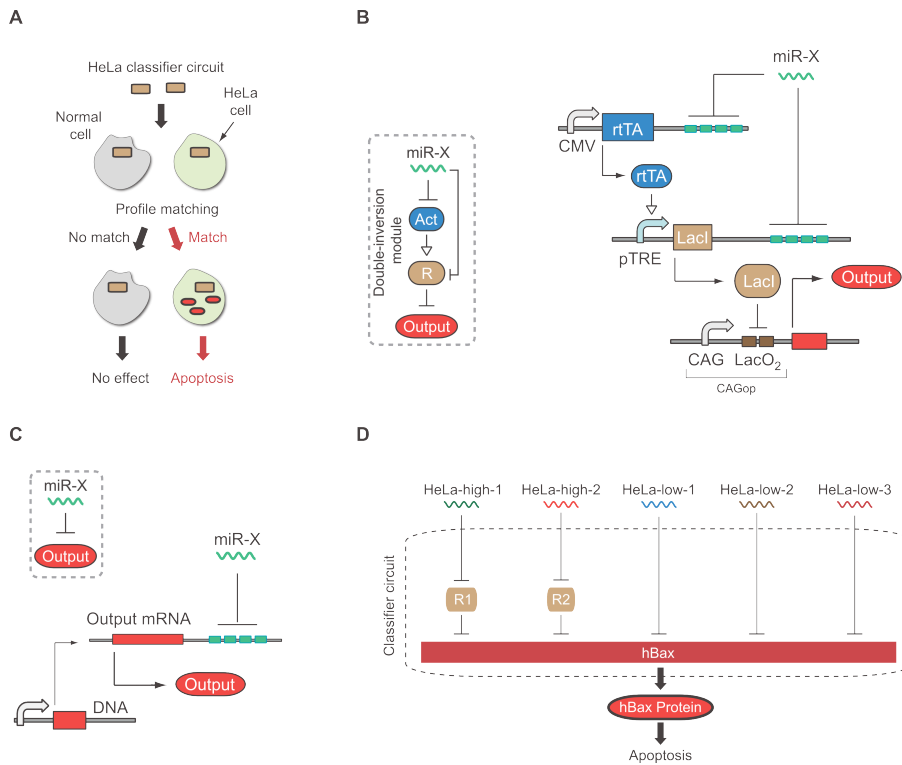 A
HeLa classifier circuit
Normal
cell
HeLa
cell
Profile matching
No match
Match
No effect
Apoptosis
B
Double-inversion
module
miR-X
Act
R
Output
miR-X
rtTA
CMV
rtTA
LacI
pTRE
LacI
Output
CAG
LacO2
CAGop
C
miR-X
Output
miR-X
Output mRNA
Output
DNA
D
HeLa-high-1
HeLa-high-2
HeLa-low-1
HeLa-low-2
HeLa-low-3
Classifier circuit
R1
R2
hBax
hBax Protein
Apoptosis